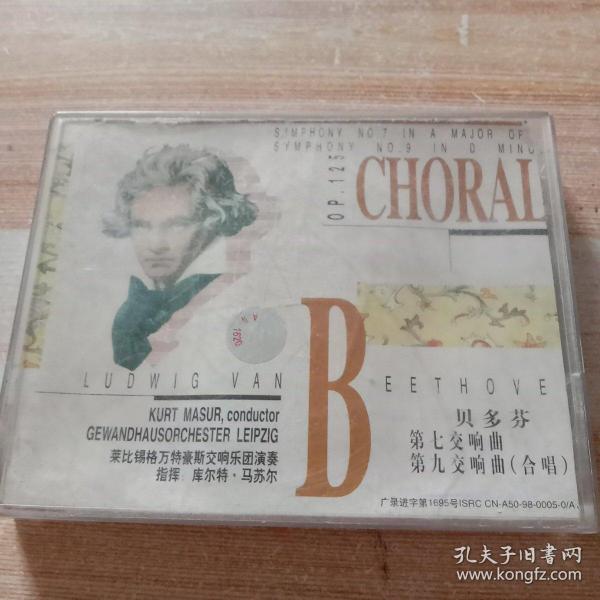 SYMPHONY NO.7 IN A MAJOR OP
SYMPHONY NO.9 IN D MINO
OP.125
CHORAL
1620
LUDWIG VAN
BEETHOVE
KURT MASUR, conductor
GEWANDHAUSORCHESTER LEIPZIG
莱比锡格万特豪斯交响乐团演奏
指挥 库尔特·马苏尔
贝多芬
第七交响曲
第九交响曲(合唱)
广录进字第1695号ISRC CN-A50-98-0005-0/A
孔夫子旧书网
www.kongfz.com